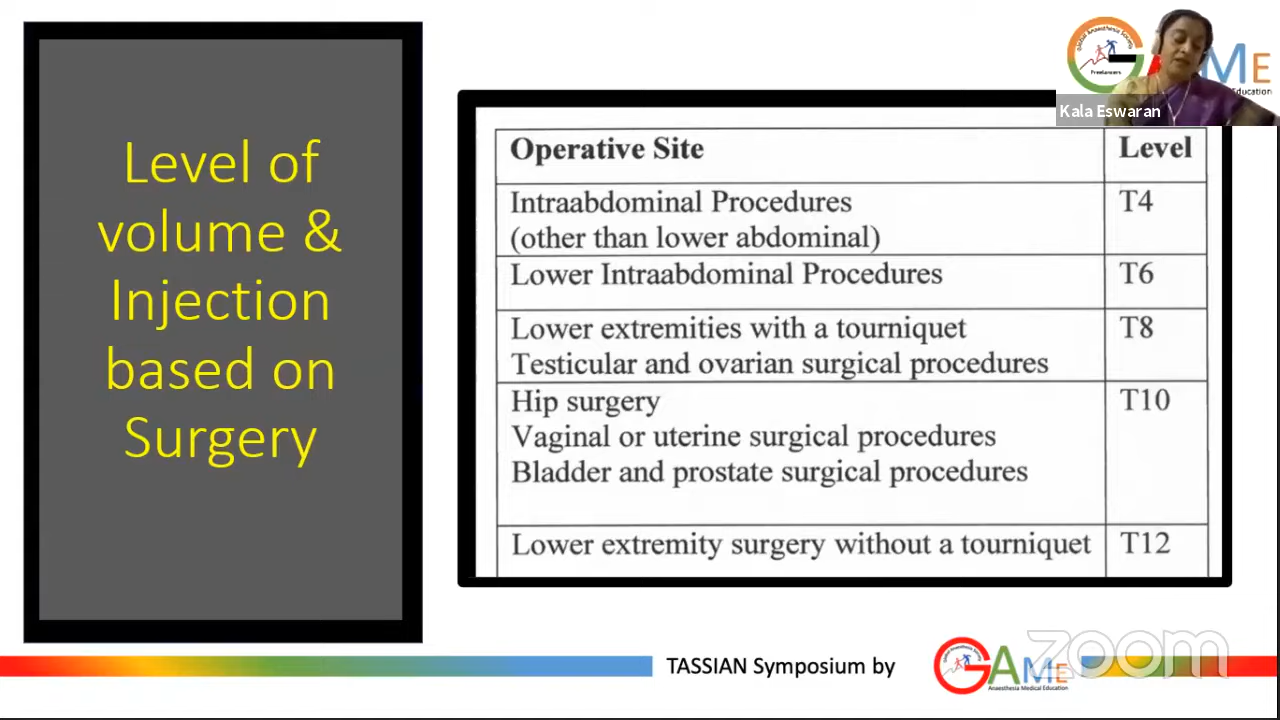 Level of
volume &
Injection
based on
Surgery
Kala Eswaran
Operative Site Level
Intraabdominal Procedures T4
(other than lower abdominal)
Lower Intraabdominal Procedures T6
Lower extremities with a tourniquet T8
Testicular and ovarian surgical procedures
Hip surgery T10
Vaginal or uterine surgical procedures
Bladder and prostate surgical procedures
Lower extremity surgery without a tourniquet T12
TASSIAN Symposium by
GAME
Anaesthesia Medical Education
zoom